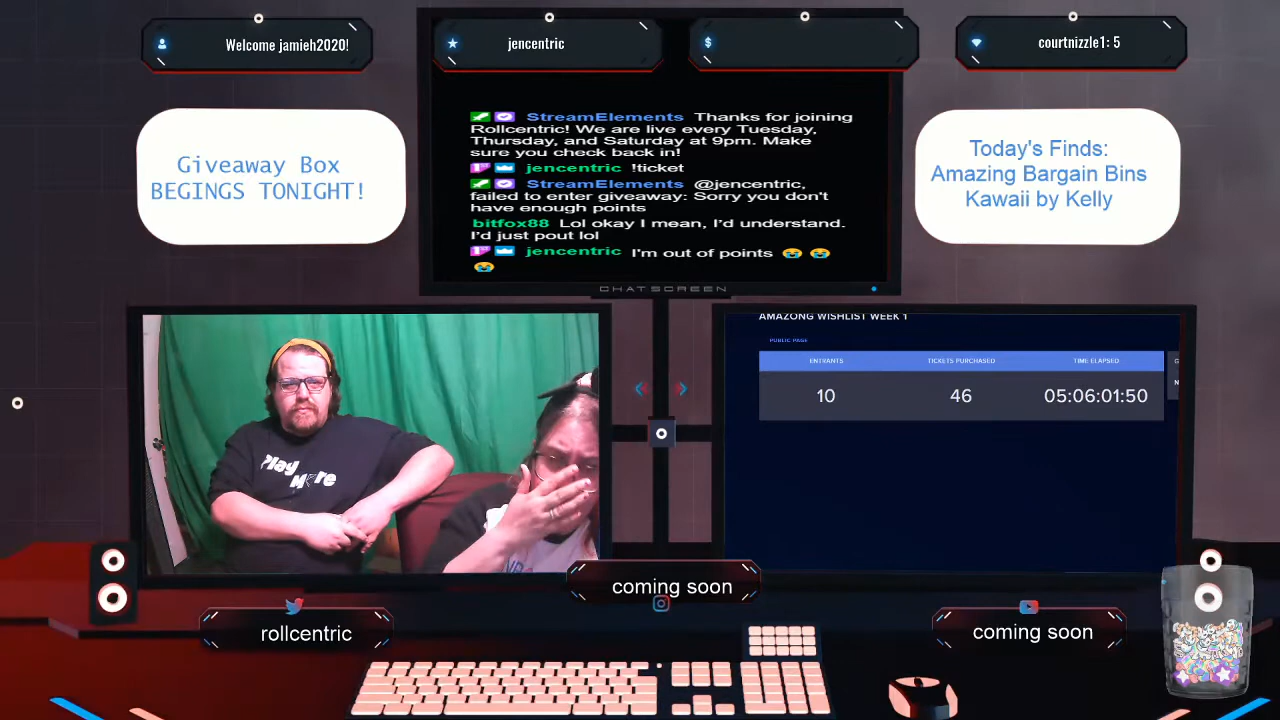 Welcome jamieh2020!
jencentric
courtnizzle1: 5
Giveaway Box
BEGINGS TONIGHT!
StreamElements Thanks for joining
Rollcentric! We are live every Tuesday,
Thursday, and Saturday at 9pm. Make
sure you check back in!
jencentric !ticket
StreamElements @jencentric,
failed to enter giveaway: Sorry you don't
have enough points
bitfox88 Lol okay I mean, I'd understand.
I'd just pout lol
jencentric I'm out of points 😭 😭
😭
CHATSCREEN
Today's Finds:
Amazing Bargain Bins
Kawaii by Kelly
Play
More
AMAZONG WISHLIST WEEK 1
PUBLIC PAGE
ENTRANTS TICKETS PURCHASED TIME ELAPSED
10 46 05:06:01:50
coming soon
rollcentric
coming soon